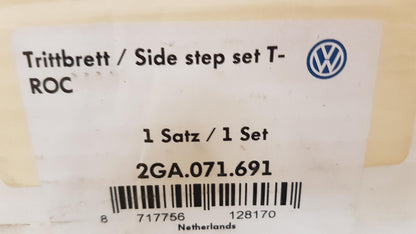 Trittbrett / Side step set T-
ROC
1 Satz / 1 Set
2GA.071.691
8 717756 128170
Netherlands